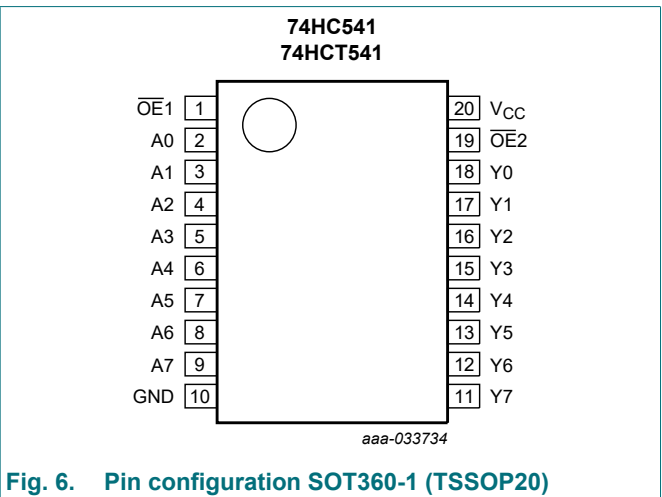 74HC541
74HCT541
O̅E̅1 1 20 VCC
A0 2 19 O̅E̅2
A1 3 18 Y0
A2 4 17 Y1
A3 5 16 Y2
A4 6 15 Y3
A5 7 14 Y4
A6 8 13 Y5
A7 9 12 Y6
GND 10 11 Y7
aaa-033734
Fig. 6. Pin configuration SOT360-1 (TSSOP20)